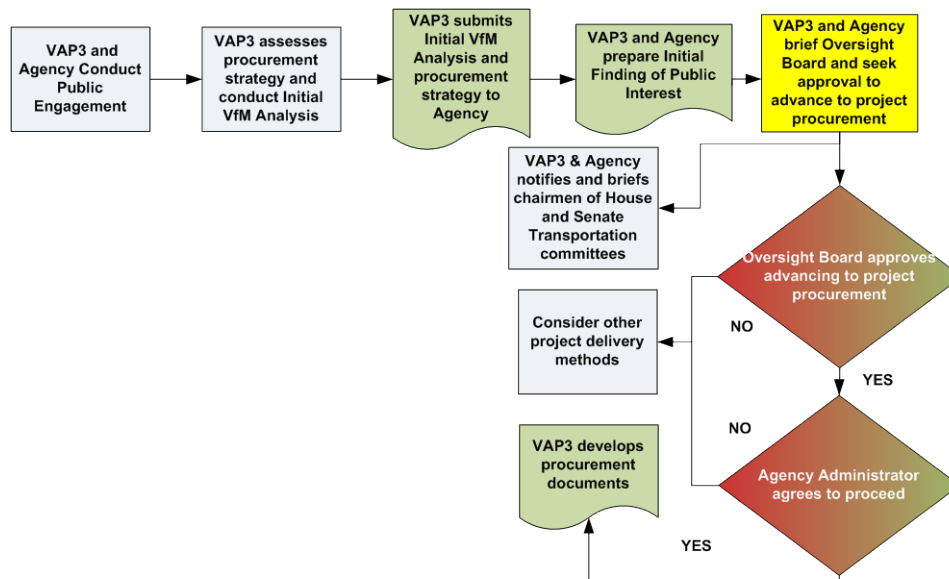 VAP3 and
Agency Conduct
Public
Engagement
VAP3 assesses
procurement
strategy and
conduct Initial
VfM Analysis
VAP3 submits
Initial VfM
Analysis and
procurement
strategy to
Agency
VAP3 and Agency
prepare Initial
Finding of Public
Interest
VAP3 and Agency
brief Oversight
Board and seek
approval to
advance to project
procurement
VAP3 & Agency
notifies and briefs
chairmen of House
and Senate
Transportation
committees
Oversight Board approves
advancing to project
procurement
NO
Consider other
project delivery
methods
YES
NO
VAP3 develops
procurement
documents
Agency Administrator
agrees to proceed
YES